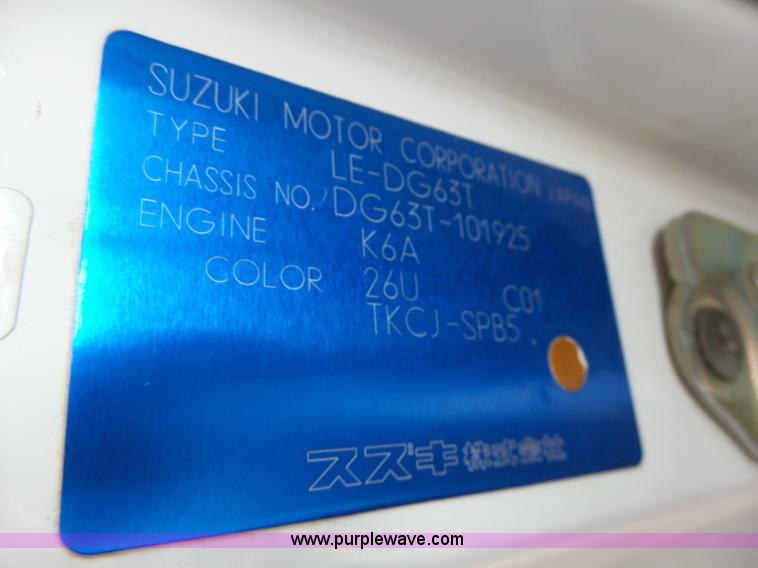 SUZUKI MOTOR CORPORATION JAPAN
TYPE LE-DG63T
CHASSIS NO. DG63T-101925
ENGINE K6A
COLOR 26U C01
TKCJ-SPB5 .
スズキ株式会社
www.purplewave.com